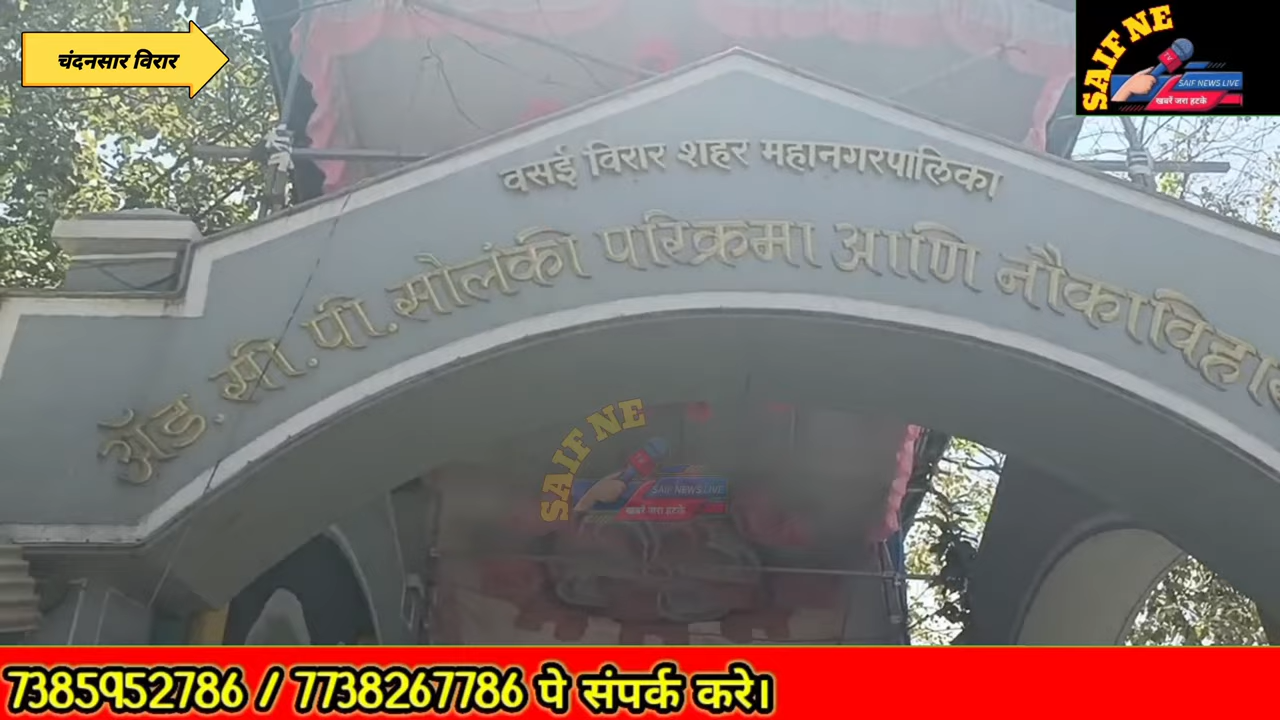 चंदनसार विरार
SAIF NE
SAIF NEWS LIVE
खबरें जरा हटके
वसई विरार शहर महानगरपालिका
ॲड. सी. पी. सोलंकी परिक्रमा आणि नौकाविहार
SAIF NE
SAIF NEWS LIVE
खबरें जरा हटके
7385952786 / 7738267786 पे संपर्क करे।